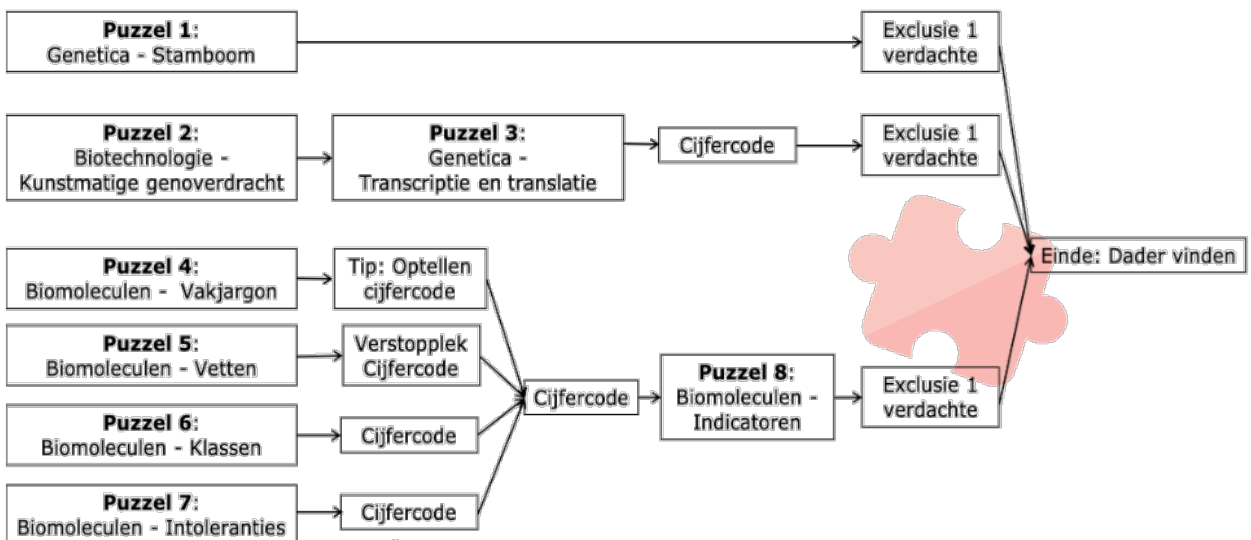 Puzzel 1:
Genetica - Stamboom
Exclusie 1
verdachte
Puzzel 2:
Biotechnologie -
Kunstmatige genoverdracht
Puzzel 3:
Genetica -
Transcriptie en translatie
Cijfercode
Exclusie 1
verdachte
Puzzel 4:
Biomoleculen - Vakjargon
Tip: Optellen
cijfercode
Puzzel 5:
Biomoleculen - Vetten
Verstopplek
Cijfercode
Puzzel 6:
Biomoleculen - Klassen
Cijfercode
Puzzel 7:
Biomoleculen - Intoleranties
Cijfercode
Cijfercode
Puzzel 8:
Biomoleculen -
Indicatoren
Exclusie 1
verdachte
Einde: Dader vinden